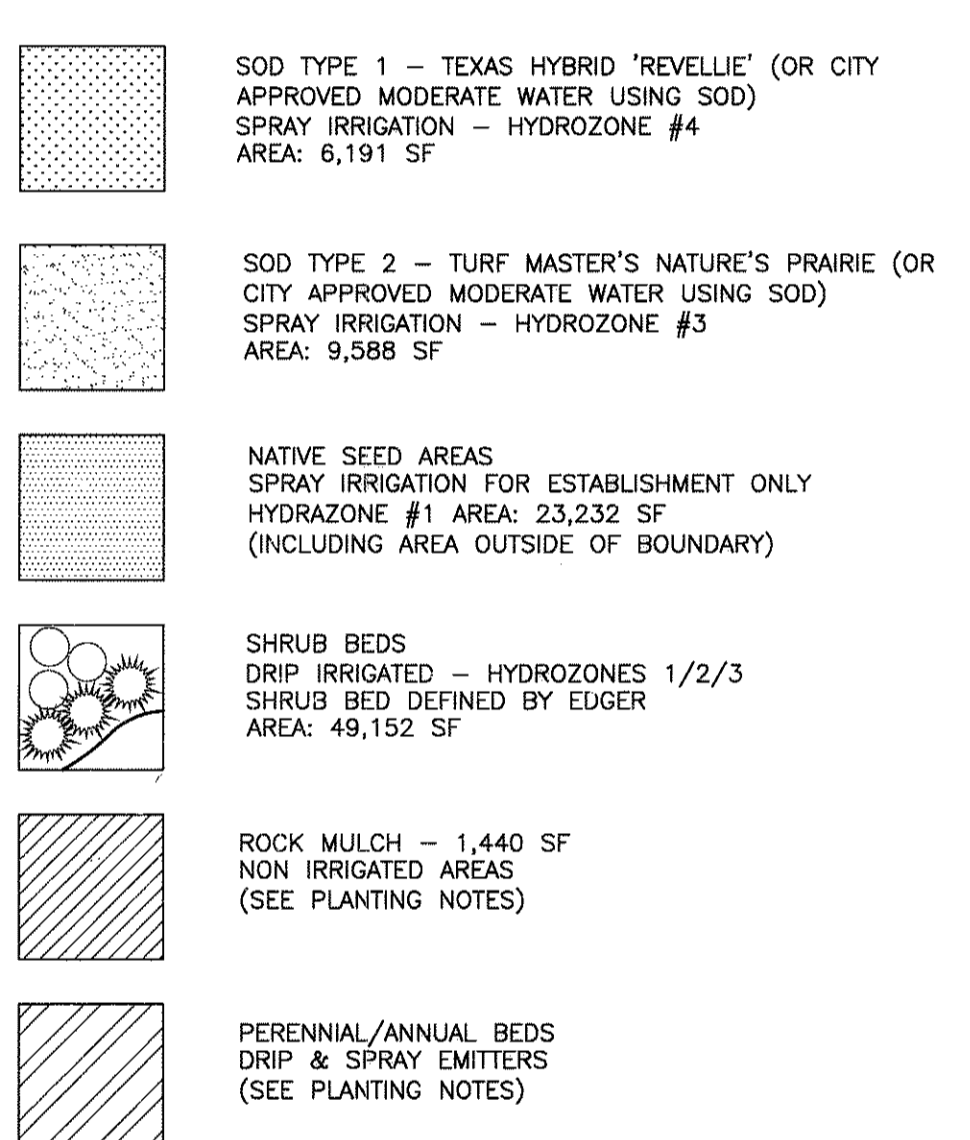 SOD TYPE 1 – TEXAS HYBRID 'REVELLIE' (OR CITY
APPROVED MODERATE WATER USING SOD)
SPRAY IRRIGATION – HYDROZONE #4
AREA: 6,191 SF
SOD TYPE 2 – TURF MASTER'S NATURE'S PRAIRIE (OR
CITY APPROVED MODERATE WATER USING SOD)
SPRAY IRRIGATION – HYDROZONE #3
AREA: 9,588 SF
NATIVE SEED AREAS
SPRAY IRRIGATION FOR ESTABLISHMENT ONLY
HYDRAZONE #1 AREA: 23,232 SF
(INCLUDING AREA OUTSIDE OF BOUNDARY)
SHRUB BEDS
DRIP IRRIGATED – HYDROZONES 1/2/3
SHRUB BED DEFINED BY EDGER
AREA: 49,152 SF
ROCK MULCH – 1,440 SF
NON IRRIGATED AREAS
(SEE PLANTING NOTES)
PERENNIAL/ANNUAL BEDS
DRIP & SPRAY EMITTERS
(SEE PLANTING NOTES)